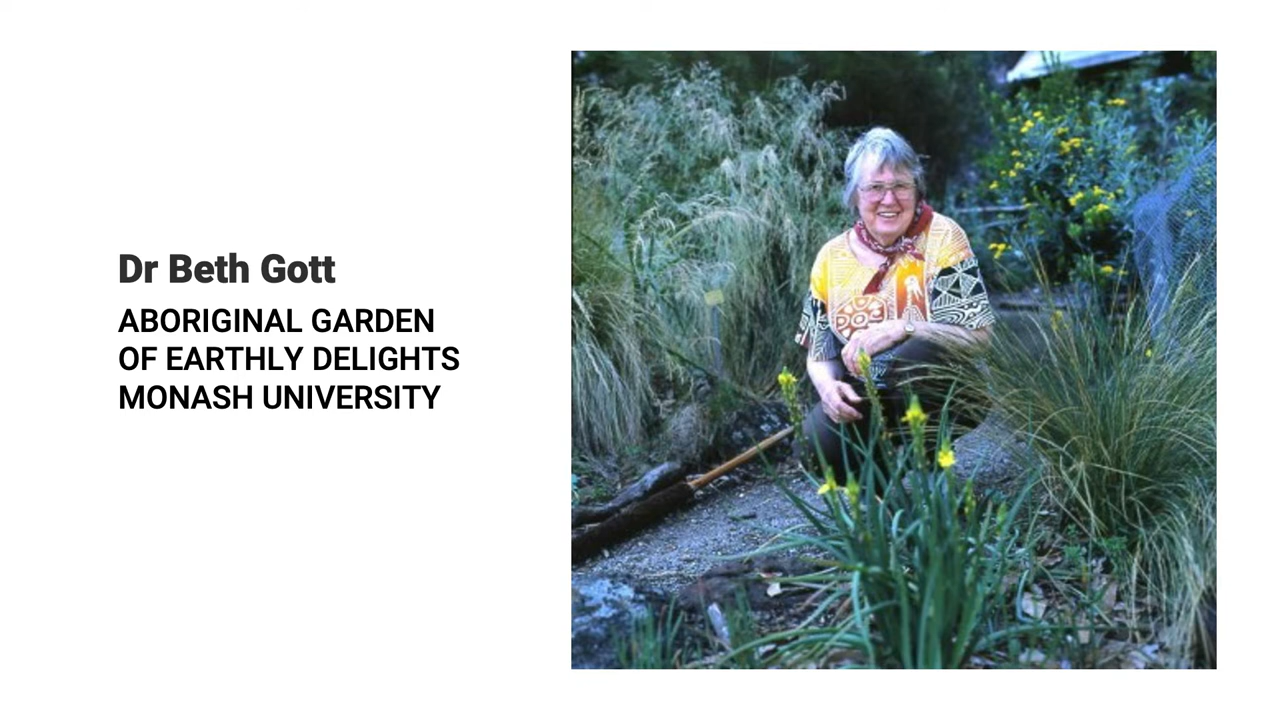 Dr Beth Gott
ABORIGINAL GARDEN
OF EARTHLY DELIGHTS
MONASH UNIVERSITY